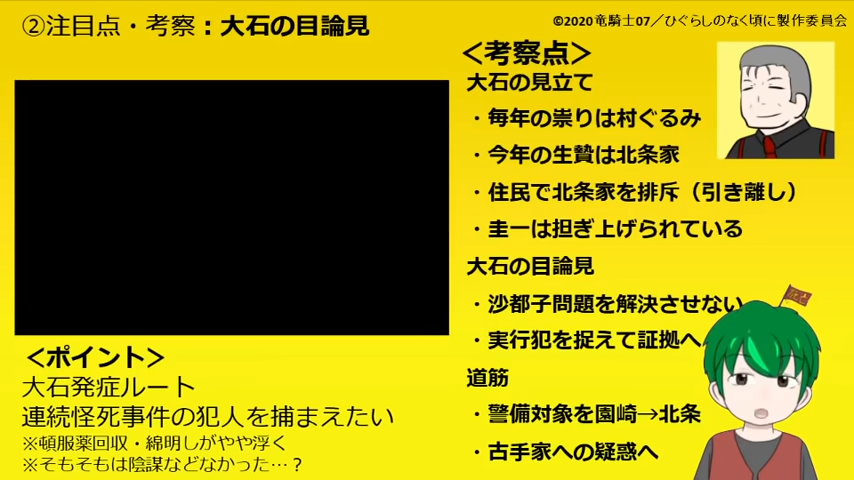 ②注目点・考察：大石の目論見
©2020竜騎士07／ひぐらしのなく頃に製作委員会
＜考察点＞
大石の見立て
・毎年の祟りは村ぐるみ
・今年の生贄は北条家
・住民で北条家を排斥（引き離し）
・圭一は担ぎ上げられている
大石の目論見
・沙都子問題を解決させない
・実行犯を捉えて証拠へ
道筋
・警備対象を園崎→北条
・古手家への疑惑へ
＜ポイント＞
大石発症ルート
連続怪死事件の犯人を捕まえたい
※頓服薬回収・綿明しがやや浮く
※そもそもは陰謀などなかった…？